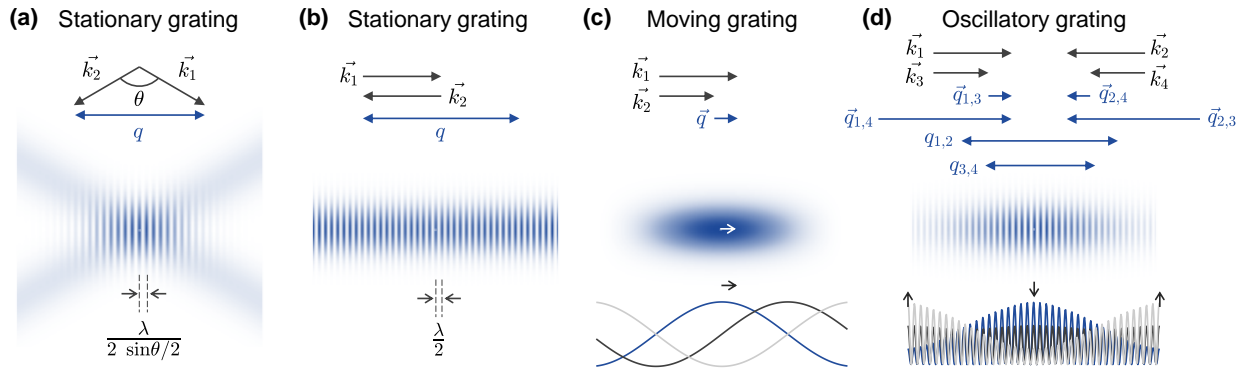 (a) Stationary grating
k⃗₂ k⃗₁
θ
q
λ
2 sinθ/2
(b) Stationary grating
k⃗₁
k⃗₂
q
λ
2
(c) Moving grating
k⃗₁
k⃗₂
q⃗
(d) Oscillatory grating
k⃗₁ k⃗₂
k⃗₃ k⃗₄
q⃗₁,₃ q⃗₂,₄
q⃗₁,₄ q⃗₂,₃
q₁,₂
q₃,₄